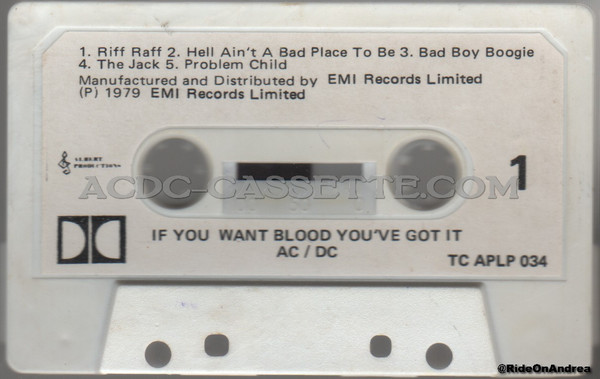 1. Riff Raff 2. Hell Ain't A Bad Place To Be 3. Bad Boy Boogie
4. The Jack 5. Problem Child
Manufactured and Distributed by EMI Records Limited
(P) 1979 EMI Records Limited
ALBERT
PRODUCTIONS
1
ACDC-CASSETTE.COM
IF YOU WANT BLOOD YOU'VE GOT IT
AC / DC
TC APLP 034
@RideOnAndrea